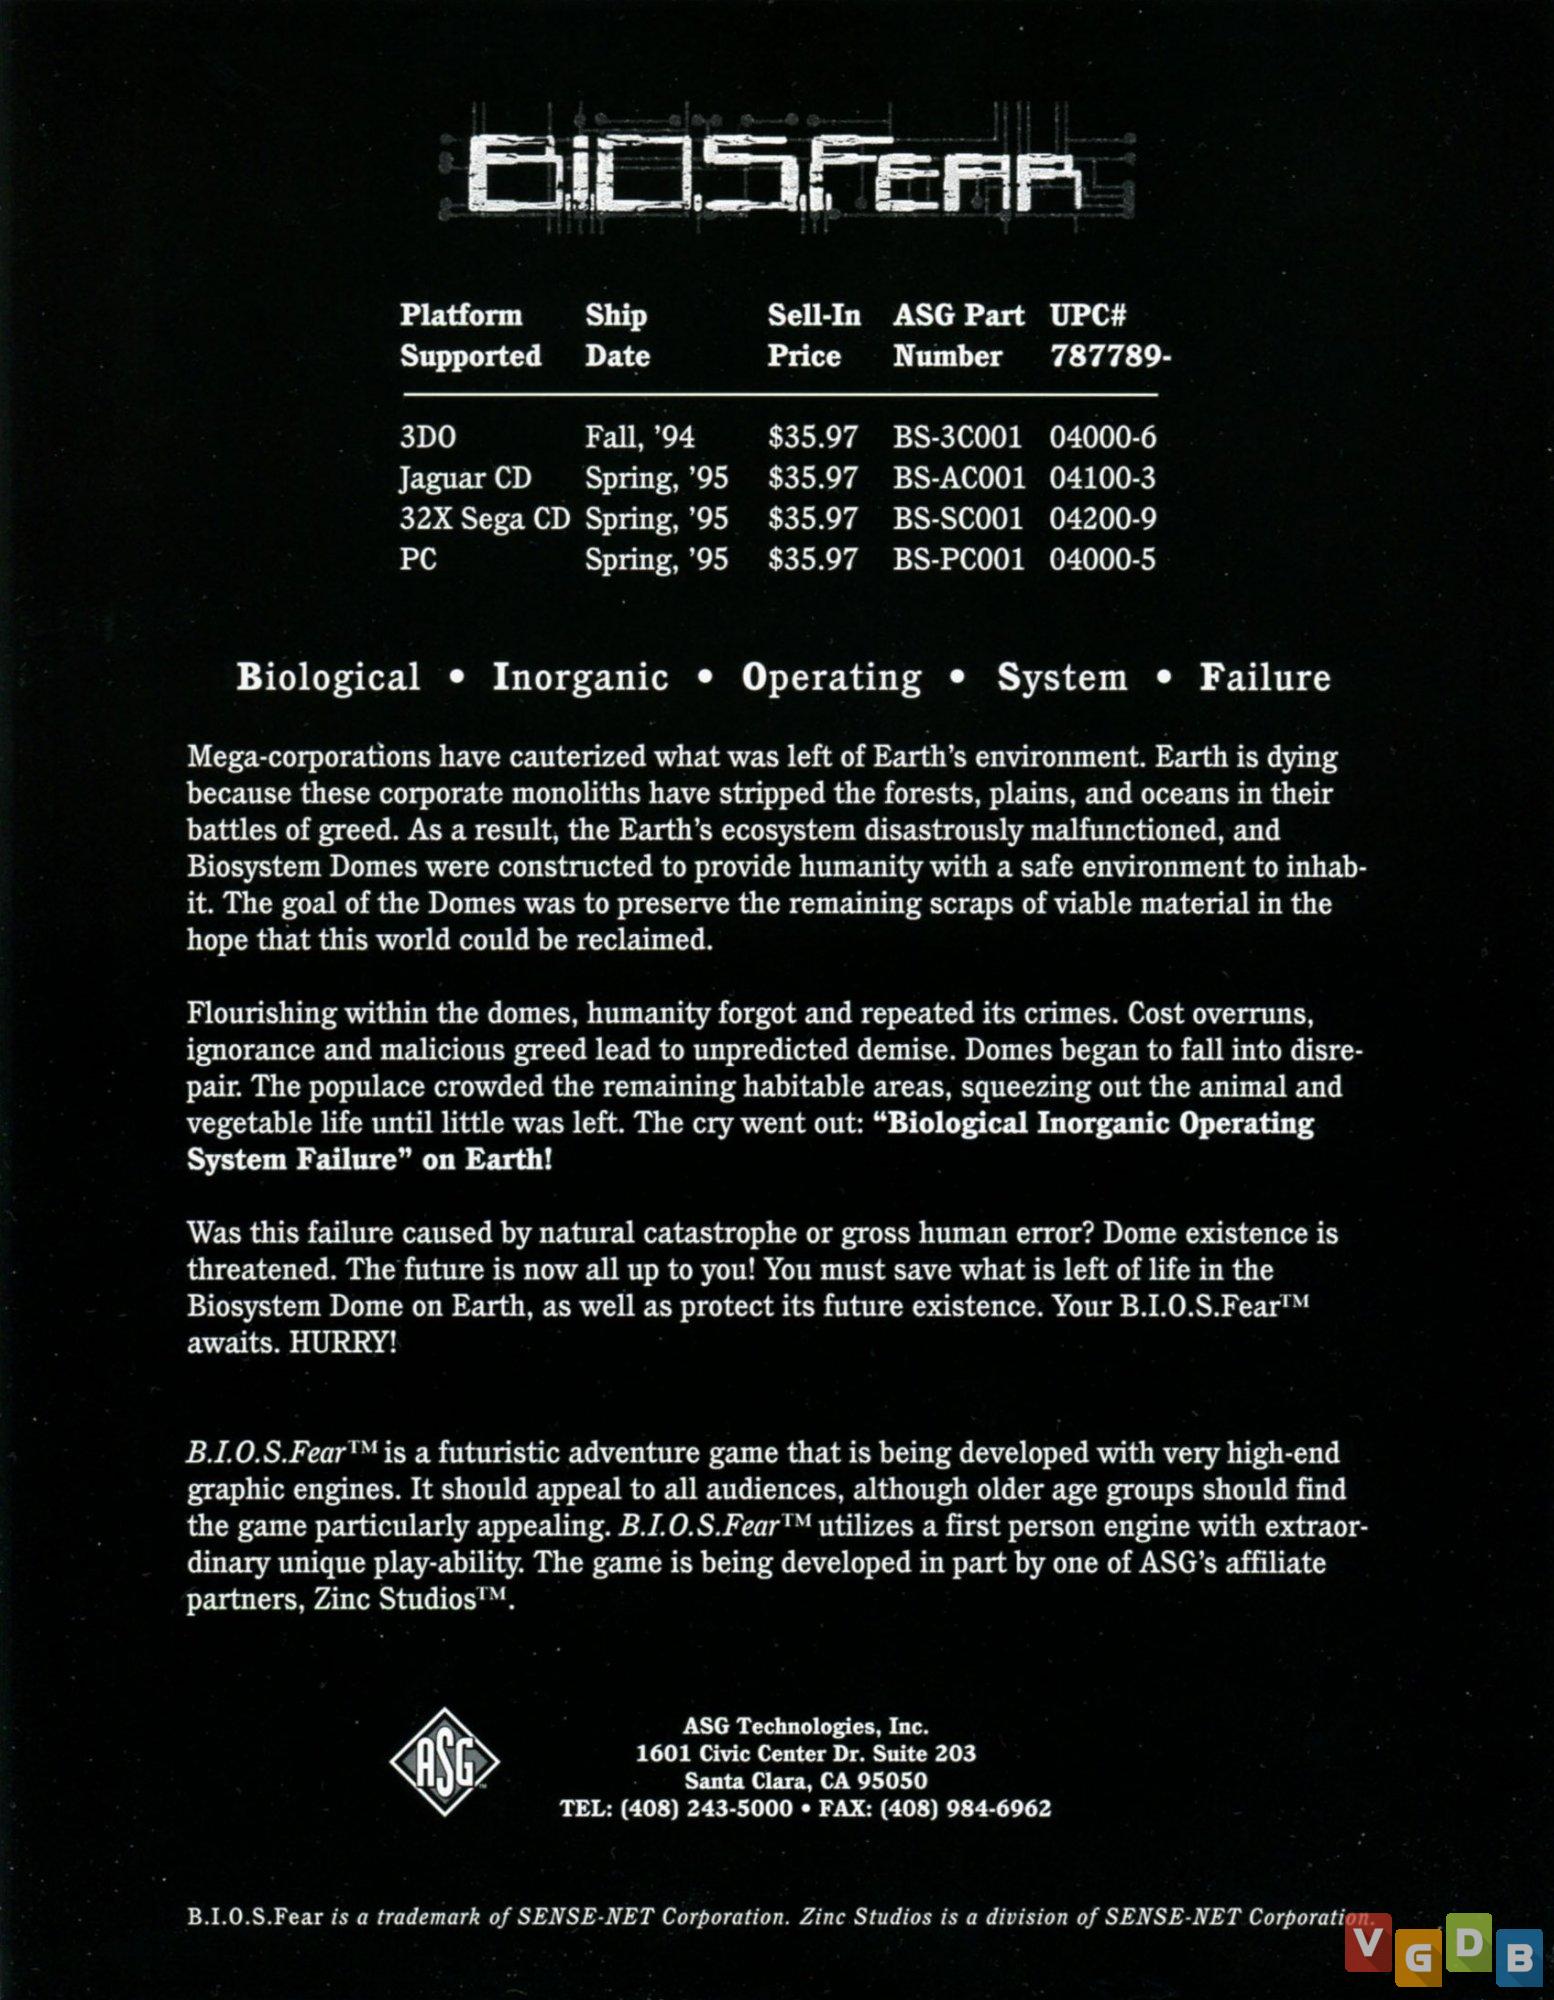 B.I.O.S.Fear
Platform Supported	Ship Date	Sell-In Price	ASG Part Number	UPC# 787789-
3DO	Fall, ’94	$35.97	BS-3C001	04000-6
Jaguar CD	Spring, ’95	$35.97	BS-AC001	04100-3
32X Sega CD	Spring, ’95	$35.97	BS-SC001	04200-9
PC	Spring, ’95	$35.97	BS-PC001	04000-5
Biological • Inorganic • Operating • System • Failure
Mega-corporations have cauterized what was left of Earth’s environment. Earth is dying
because these corporate monoliths have stripped the forests, plains, and oceans in their
battles of greed. As a result, the Earth’s ecosystem disastrously malfunctioned, and
Biosystem Domes were constructed to provide humanity with a safe environment to inhab-
it. The goal of the Domes was to preserve the remaining scraps of viable material in the
hope that this world could be reclaimed.
Flourishing within the domes, humanity forgot and repeated its crimes. Cost overruns,
ignorance and malicious greed lead to unpredicted demise. Domes began to fall into disre-
pair. The populace crowded the remaining habitable areas, squeezing out the animal and
vegetable life until little was left. The cry went out: “Biological Inorganic Operating
System Failure” on Earth!
Was this failure caused by natural catastrophe or gross human error? Dome existence is
threatened. The future is now all up to you! You must save what is left of life in the
Biosystem Dome on Earth, as well as protect its future existence. Your B.I.O.S.Fear™
awaits. HURRY!
B.I.O.S.Fear™ is a futuristic adventure game that is being developed with very high-end
graphic engines. It should appeal to all audiences, although older age groups should find
the game particularly appealing. B.I.O.S.Fear™ utilizes a first person engine with extraor-
dinary unique play-ability. The game is being developed in part by one of ASG’s affiliate
partners, Zinc Studios™.
ASG™
ASG Technologies, Inc.
1601 Civic Center Dr. Suite 203
Santa Clara, CA 95050
TEL: (408) 243-5000 • FAX: (408) 984-6962
B.I.O.S.Fear is a trademark of SENSE-NET Corporation. Zinc Studios is a division of SENSE-NET Corporation.
VGDB